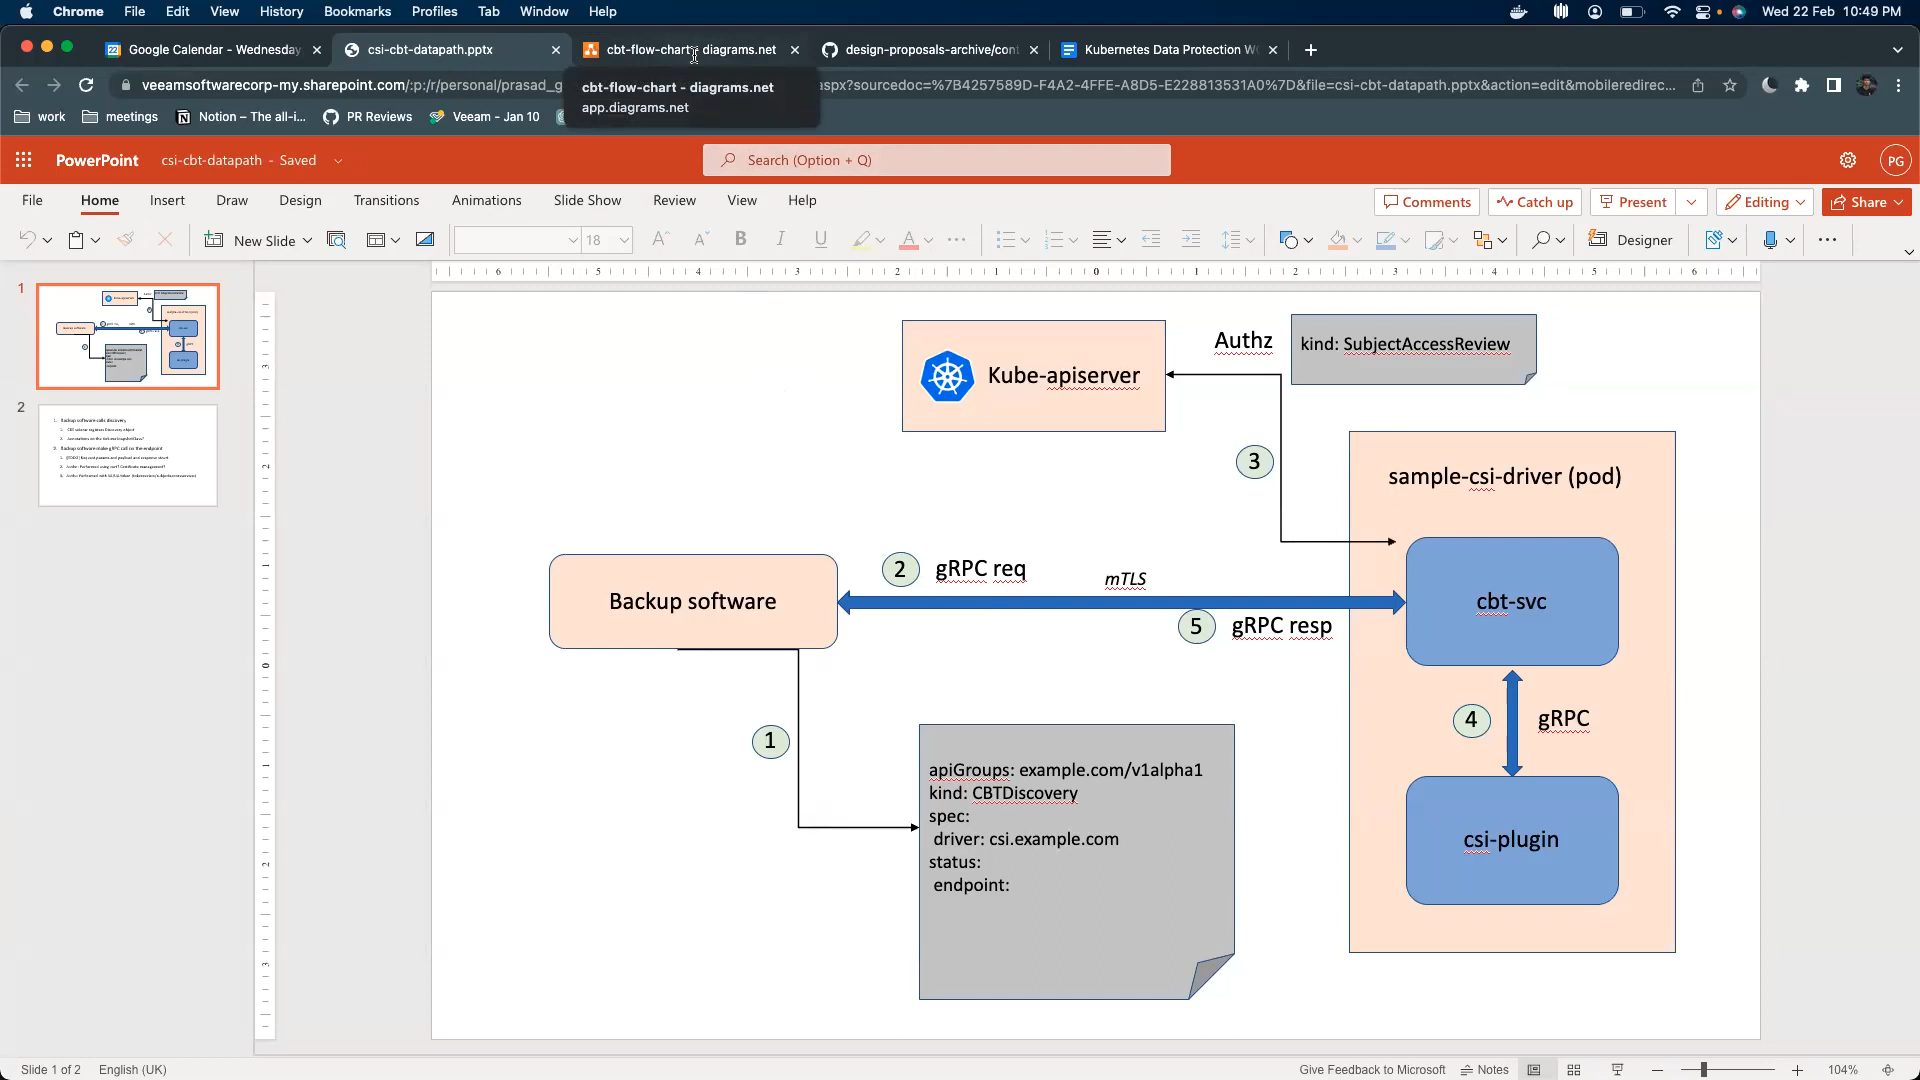 Chrome File Edit View History Bookmarks Profiles Tab Window Help Wed 22 Feb 10:49 PM
22 Google Calendar - Wednesday
csi-cbt-datapath.pptx
cbt-flow-chart - diagrams.net
design-proposals-archive/cont
Kubernetes Data Protection W
veeamsoftwarecorp-my.sharepoint.com/:p:/r/personal/prasad_g
aspx?sourcedoc=%7B4257589D-F4A2-4FFE-A8D5-E228813531A0%7D&file=csi-cbt-datapath.pptx&action=edit&mobileredirec...
cbt-flow-chart - diagrams.net
app.diagrams.net
work meetings Notion – The all-i... PR Reviews Veeam - Jan 10
PowerPoint csi-cbt-datapath - Saved
Search (Option + Q)
PG
File Home Insert Draw Design Transitions Animations Slide Show Review View Help
Comments Catch up Present Editing Share
New Slide 18 B I U A Designer
1
2
Kube-apiserver
Authz
kind: SubjectAccessReview
3
sample-csi-driver (pod)
Backup software
2 gRPC req
mTLS
5 gRPC resp
cbt-svc
4 gRPC
csi-plugin
1
apiGroups: example.com/v1alpha1
kind: CBTDiscovery
spec:
driver: csi.example.com
status:
endpoint:
Slide 1 of 2 English (UK) Give Feedback to Microsoft Notes 104%